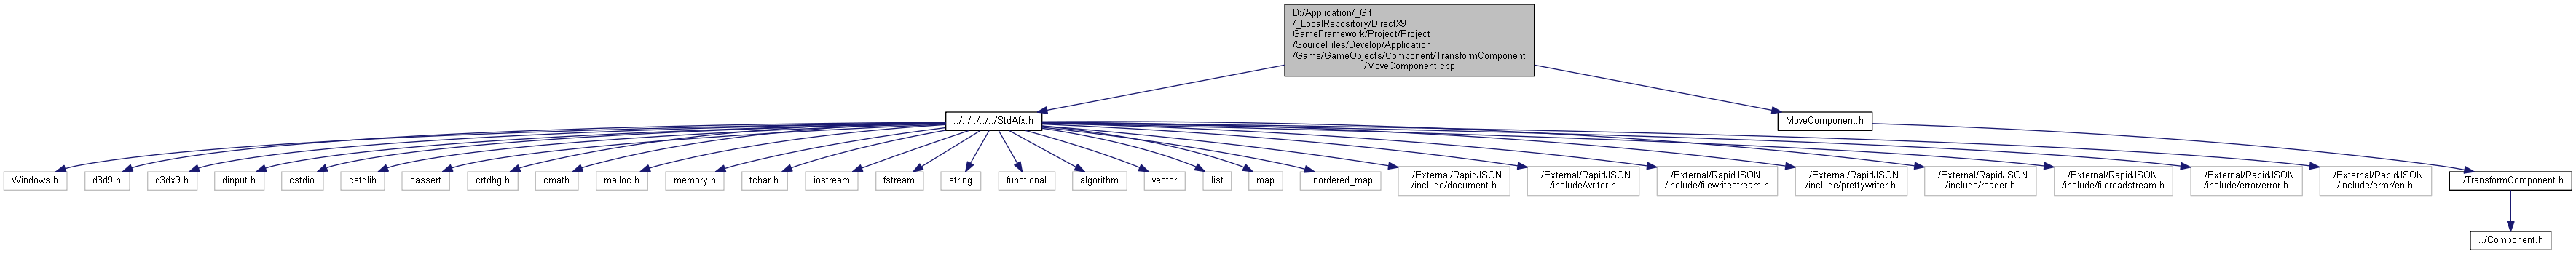 D:/Application/_Git
/_LocalRepository/DirectX9
GameFramework/Project/Project
/SourceFiles/Develop/Application
/Game/GameObjects/Component/TransformComponent
/MoveComponent.cpp
../../../../../StdAfx.h
MoveComponent.h
Windows.h
d3d9.h
d3dx9.h
dinput.h
cstdio
cstdlib
cassert
crtdbg.h
cmath
malloc.h
memory.h
tchar.h
iostream
fstream
string
functional
algorithm
vector
list
map
unordered_map
../External/RapidJSON
/include/document.h
../External/RapidJSON
/include/writer.h
../External/RapidJSON
/include/filewritestream.h
../External/RapidJSON
/include/prettywriter.h
../External/RapidJSON
/include/reader.h
../External/RapidJSON
/include/filereadstream.h
../External/RapidJSON
/include/error/error.h
../External/RapidJSON
/include/error/en.h
../TransformComponent.h
../Component.h